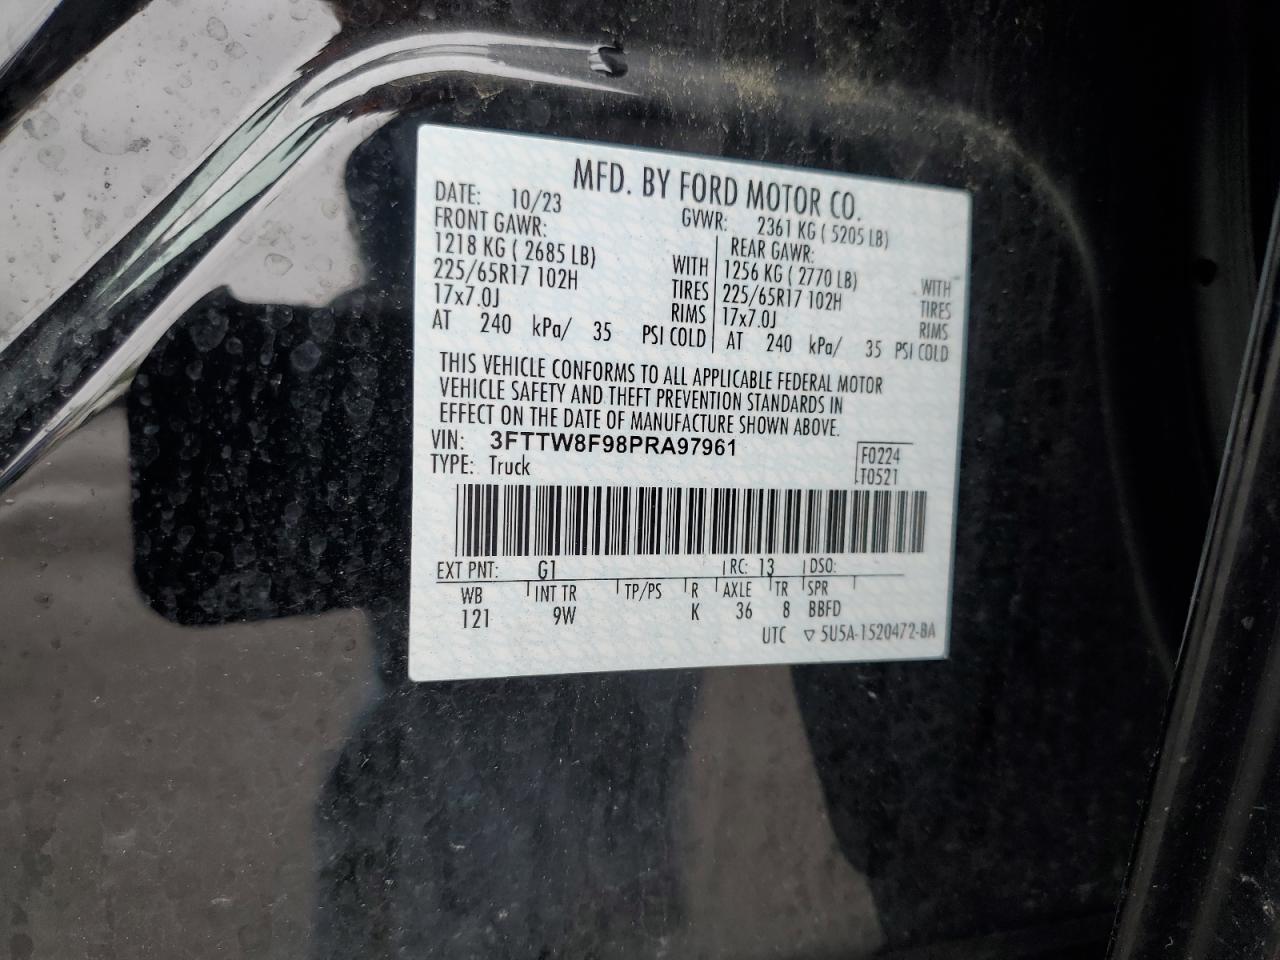 MFD. BY FORD MOTOR CO.
DATE: 10/23 GVWR: 2361 KG ( 5205 LB)
FRONT GAWR: REAR GAWR:
1218 KG ( 2685 LB) WITH 1256 KG ( 2770 LB) WITH
225/65R17 102H TIRES 225/65R17 102H TIRES
17x7.0J RIMS 17x7.0J RIMS
AT 240 kPa/ 35 PSI COLD AT 240 kPa/ 35 PSI COLD
THIS VEHICLE CONFORMS TO ALL APPLICABLE FEDERAL MOTOR
VEHICLE SAFETY AND THEFT PREVENTION STANDARDS IN
EFFECT ON THE DATE OF MANUFACTURE SHOWN ABOVE.
VIN: 3FTTW8F98PRA97961 F0224
TYPE: Truck T0521
EXT PNT: G1 RC: 13 DSO:
WB INT TR TP/PS R AXLE TR SPR
121 9W K 36 8 BBFD
UTC ▽ 5U5A-1520472-BA